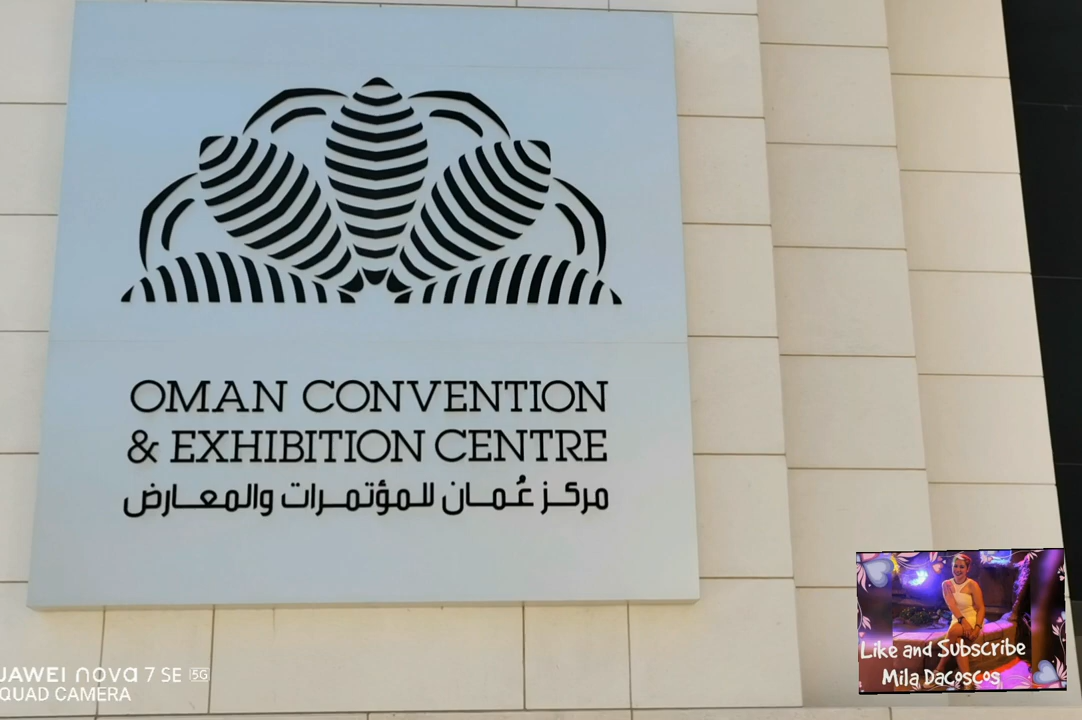 OMAN CONVENTION
& EXHIBITION CENTRE
مركز عُمان للمؤتمرات والمعارض
UAWEI nova 7 SE 5G
QUAD CAMERA
Like and Subscribe
Mila Dacoscos